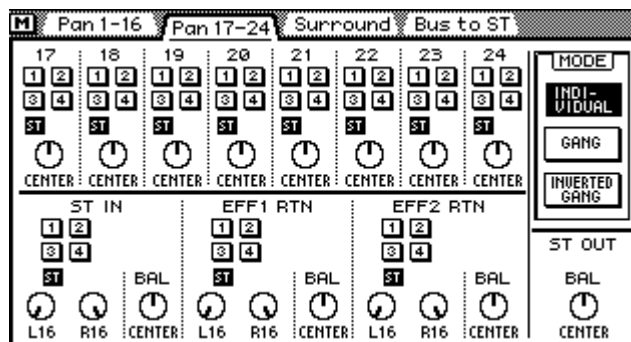 M Pan 1-16 Pan 17-24 Surround Bus to ST
17 18 19 20 21 22 23 24
1 2 1 2 1 2 1 2 1 2 1 2 1 2 1 2
3 4 3 4 3 4 3 4 3 4 3 4 3 4 3 4
ST ST ST ST ST ST ST ST
CENTER CENTER CENTER CENTER CENTER CENTER CENTER CENTER
MODE
INDI-
VIDUAL
GANG
INVERTED
GANG
ST IN EFF1 RTN EFF2 RTN
1 2 1 2 1 2
3 4 3 4 3 4
ST BAL ST BAL ST BAL
L16 R16 CENTER L16 R16 CENTER L16 R16 CENTER
ST OUT
BAL
CENTER